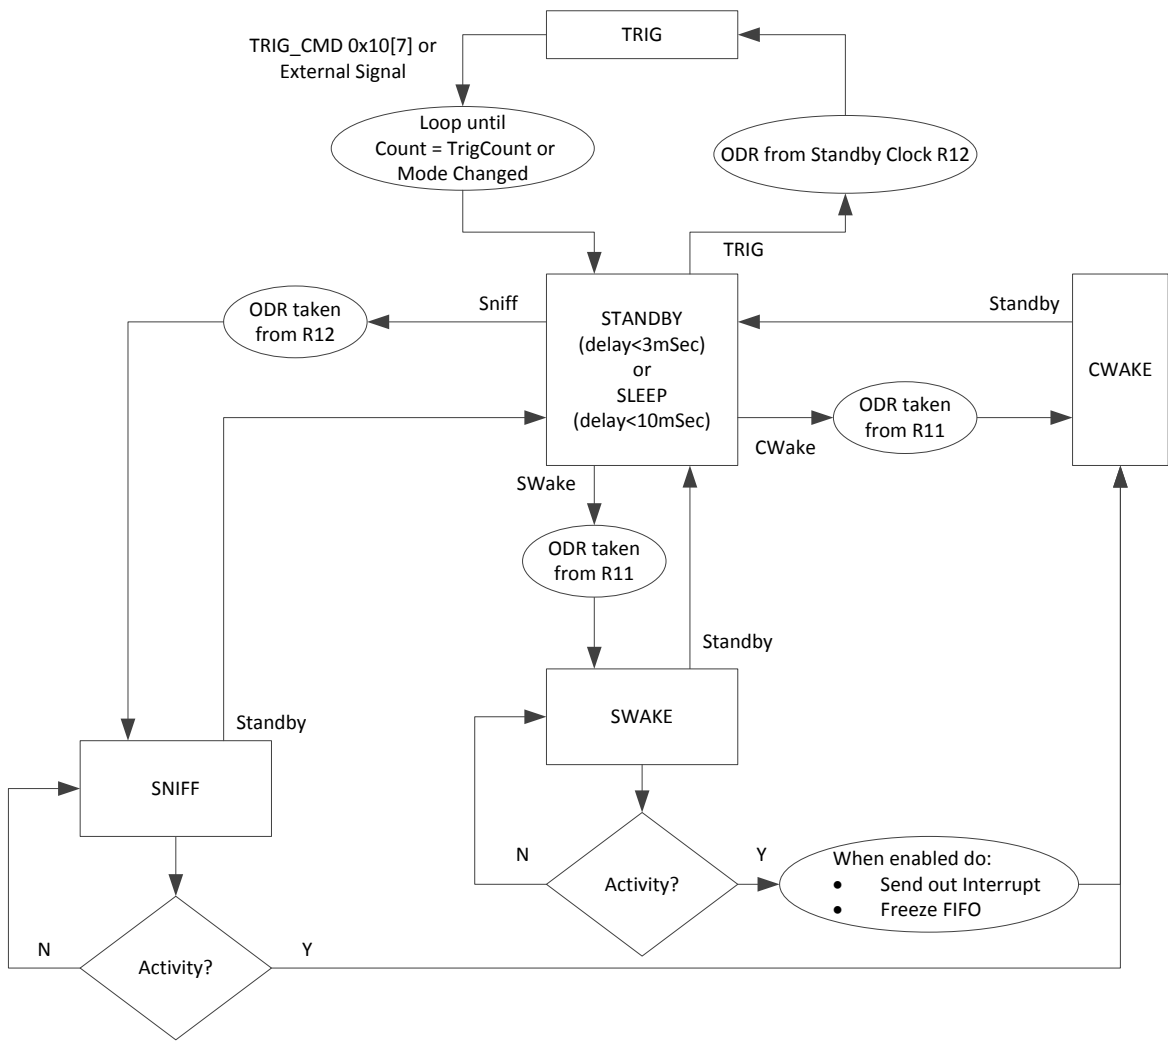 TRIG
TRIG_CMD 0x10[7] or
External Signal
Loop until
Count = TrigCount or
Mode Changed
ODR from Standby Clock R12
TRIG
Sniff
ODR taken
from R12
STANDBY
(delay<3mSec)
or
SLEEP
(delay<10mSec)
Standby
CWAKE
ODR taken
from R11
CWake
SWake
ODR taken
from R11
Standby
SWAKE
Standby
SNIFF
N
Activity?
Y
When enabled do:
• Send out Interrupt
• Freeze FIFO
N
Activity?
Y